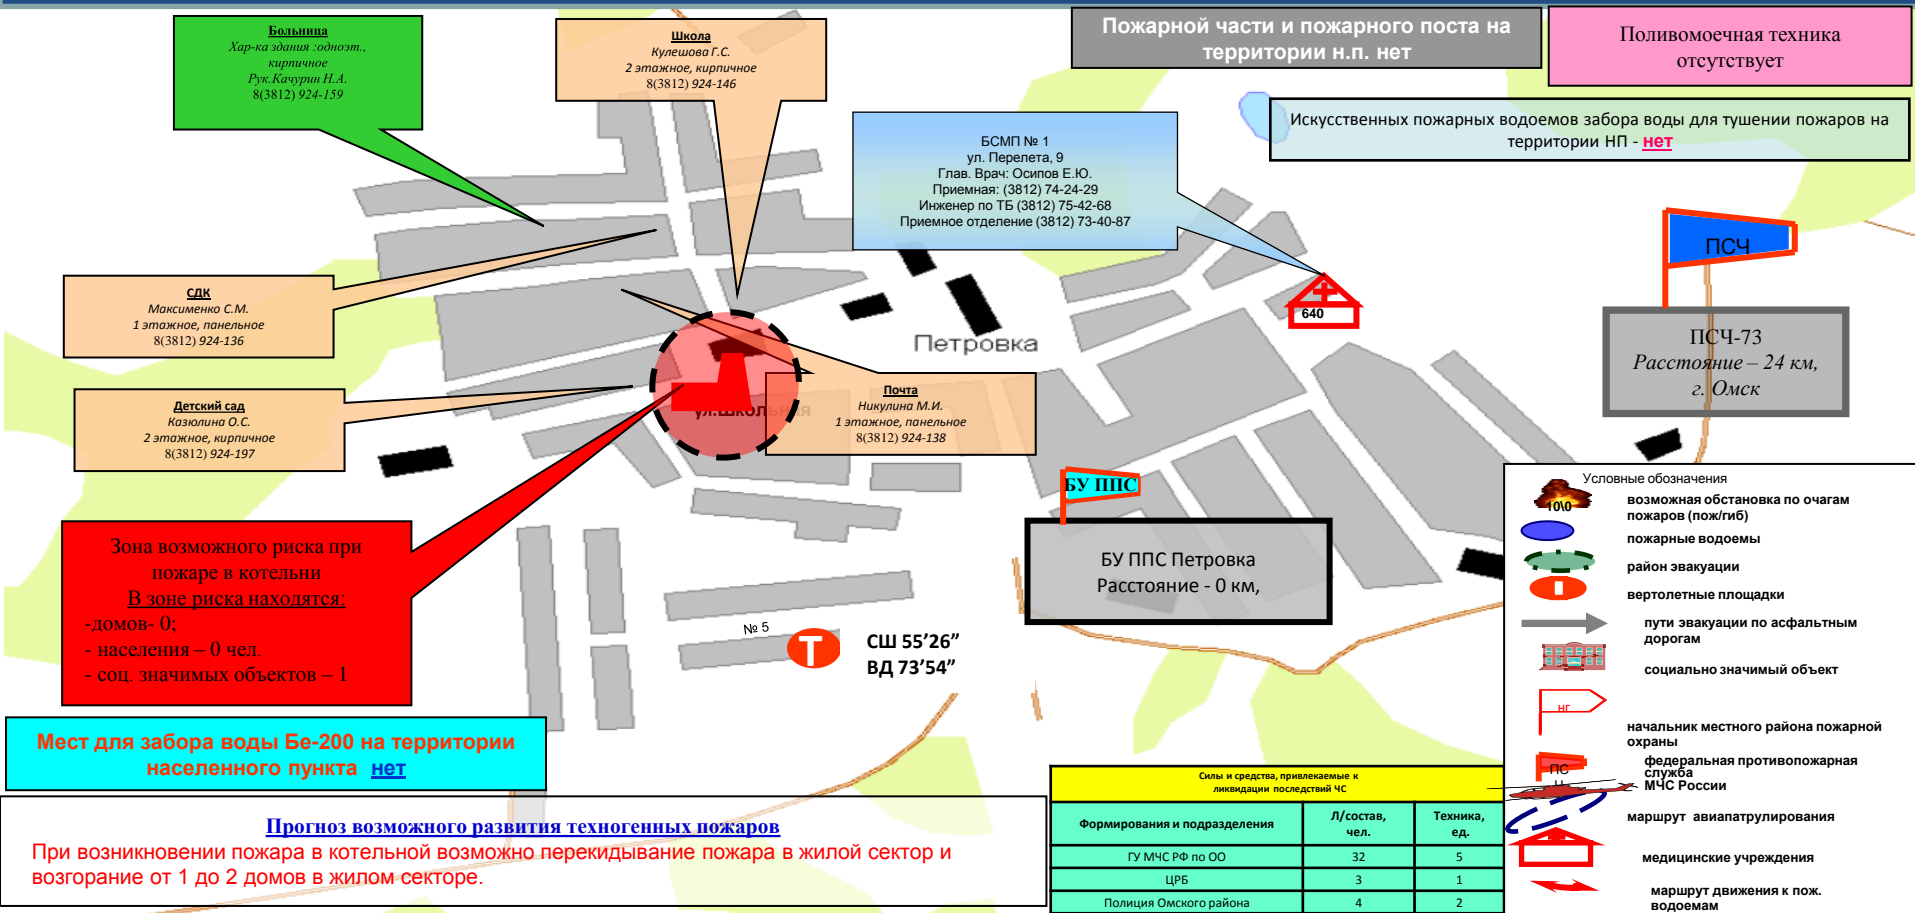 Больница
Хар-ка здания :одноэт.,
кирпичное
Рук.Качурин Н.А.
8(3812) 924-159
Школа
Кулешова Г.С.
2 этажное, кирпичное
8(3812) 924-146
Пожарной части и пожарного поста на
территории н.п. нет
Поливомоечная техника
отсутствует
Искусственных пожарных водоемов забора воды для тушении пожаров на
территории НП - нет
БСМП № 1
ул. Перелета, 9
Глав. Врач: Осипов Е.Ю.
Приемная: (3812) 74-24-29
Инженер по ТБ (3812) 75-42-68
Приемное отделение (3812) 73-40-87
ПСЧ
ПСЧ-73
Расстояние – 24 км,
г. Омск
640
СДК
Максименко С.М.
1 этажное, панельное
8(3812) 924-136
Петровка
Детский сад
Казюлина О.С.
2 этажное, кирпичное
8(3812) 924-197
ул.Школьная
Почта
Никулина М.И.
1 этажное, панельное
8(3812) 924-138
БУ ППС
БУ ППС Петровка
Расстояние - 0 км,
Зона возможного риска при
пожаре в котельни
В зоне риска находятся:
-домов- 0;
- населения – 0 чел.
- соц. значимых объектов – 1
№ 5
Т
СШ 55’26”
ВД 73’54”
Мест для забора воды Бе-200 на территории
населенного пункта нет
Прогноз возможного развития техногенных пожаров
При возникновении пожара в котельной возможно перекидывание пожара в жилой сектор и
возгорание от 1 до 2 домов в жилом секторе.
Силы и средства, привлекаемые к
ликвидации последствий ЧС
Формирования и подразделения
Л/состав,
чел.
Техника,
ед.
ГУ МЧС РФ по ОО 32 5
ЦРБ 3 1
Полиция Омского района 4 2
Условные обозначения
10\0
возможная обстановка по очагам
пожаров (пож/гиб)
пожарные водоемы
район эвакуации
вертолетные площадки
пути эвакуации по асфальтным
дорогам
социально значимый объект
НГ
начальник местного района пожарной
охраны
ПС
Ч
федеральная противопожарная
служба
МЧС России
маршрут авиапатрулирования
медицинские учреждения
маршрут движения к пож.
водоемам